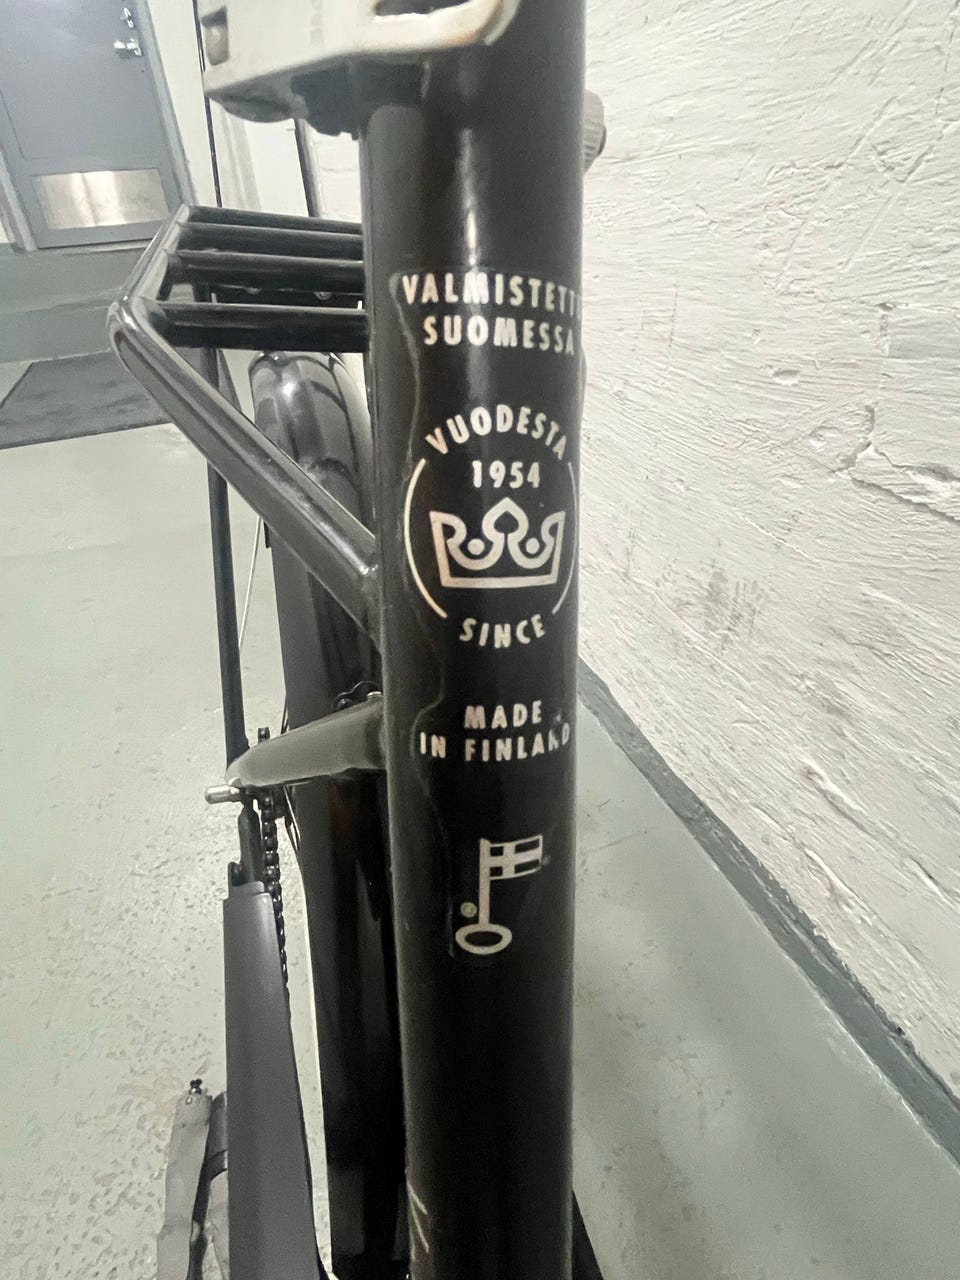 VALMISTETTU
SUOMESSA
VUODESTA
1954
SINCE
MADE
IN FINLAND